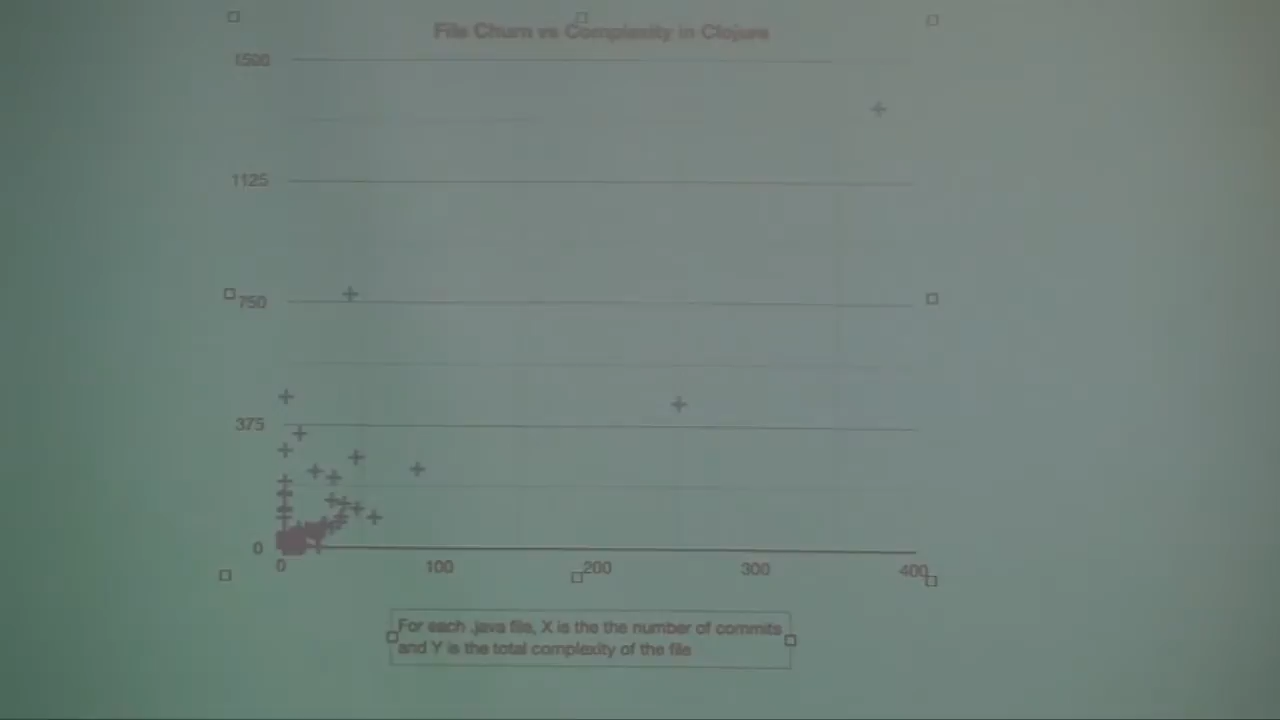 File Churn vs Complexity in Clojure
1500
1125
750
375
0
0 100 200 300 400
For each .java file, X is the the number of commits
and Y is the total complexity of the file